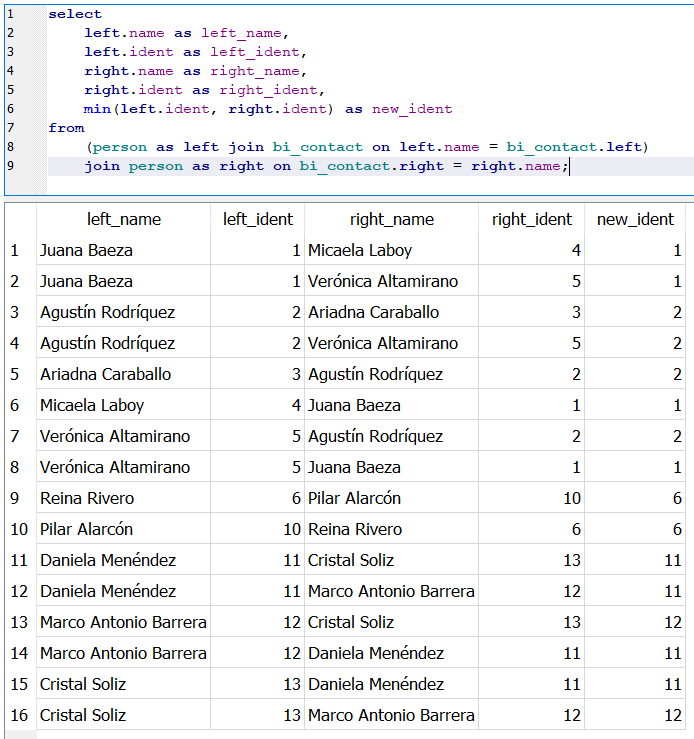 1 select
2 left.name as left_name,
3 left.ident as left_ident,
4 right.name as right_name,
5 right.ident as right_ident,
6 min(left.ident, right.ident) as new_ident
7 from
8 (person as left join bi_contact on left.name = bi_contact.left)
9 join person as right on bi_contact.right = right.name;
left_name left_ident right_name right_ident new_ident
1 Juana Baeza 1 Micaela Laboy 4 1
2 Juana Baeza 1 Verónica Altamirano 5 1
3 Agustín Rodríquez 2 Ariadna Caraballo 3 2
4 Agustín Rodríquez 2 Verónica Altamirano 5 2
5 Ariadna Caraballo 3 Agustín Rodríquez 2 2
6 Micaela Laboy 4 Juana Baeza 1 1
7 Verónica Altamirano 5 Agustín Rodríquez 2 2
8 Verónica Altamirano 5 Juana Baeza 1 1
9 Reina Rivero 6 Pilar Alarcón 10 6
10 Pilar Alarcón 10 Reina Rivero 6 6
11 Daniela Menéndez 11 Cristal Soliz 13 11
12 Daniela Menéndez 11 Marco Antonio Barrera 12 11
13 Marco Antonio Barrera 12 Cristal Soliz 13 12
14 Marco Antonio Barrera 12 Daniela Menéndez 11 11
15 Cristal Soliz 13 Daniela Menéndez 11 11
16 Cristal Soliz 13 Marco Antonio Barrera 12 12